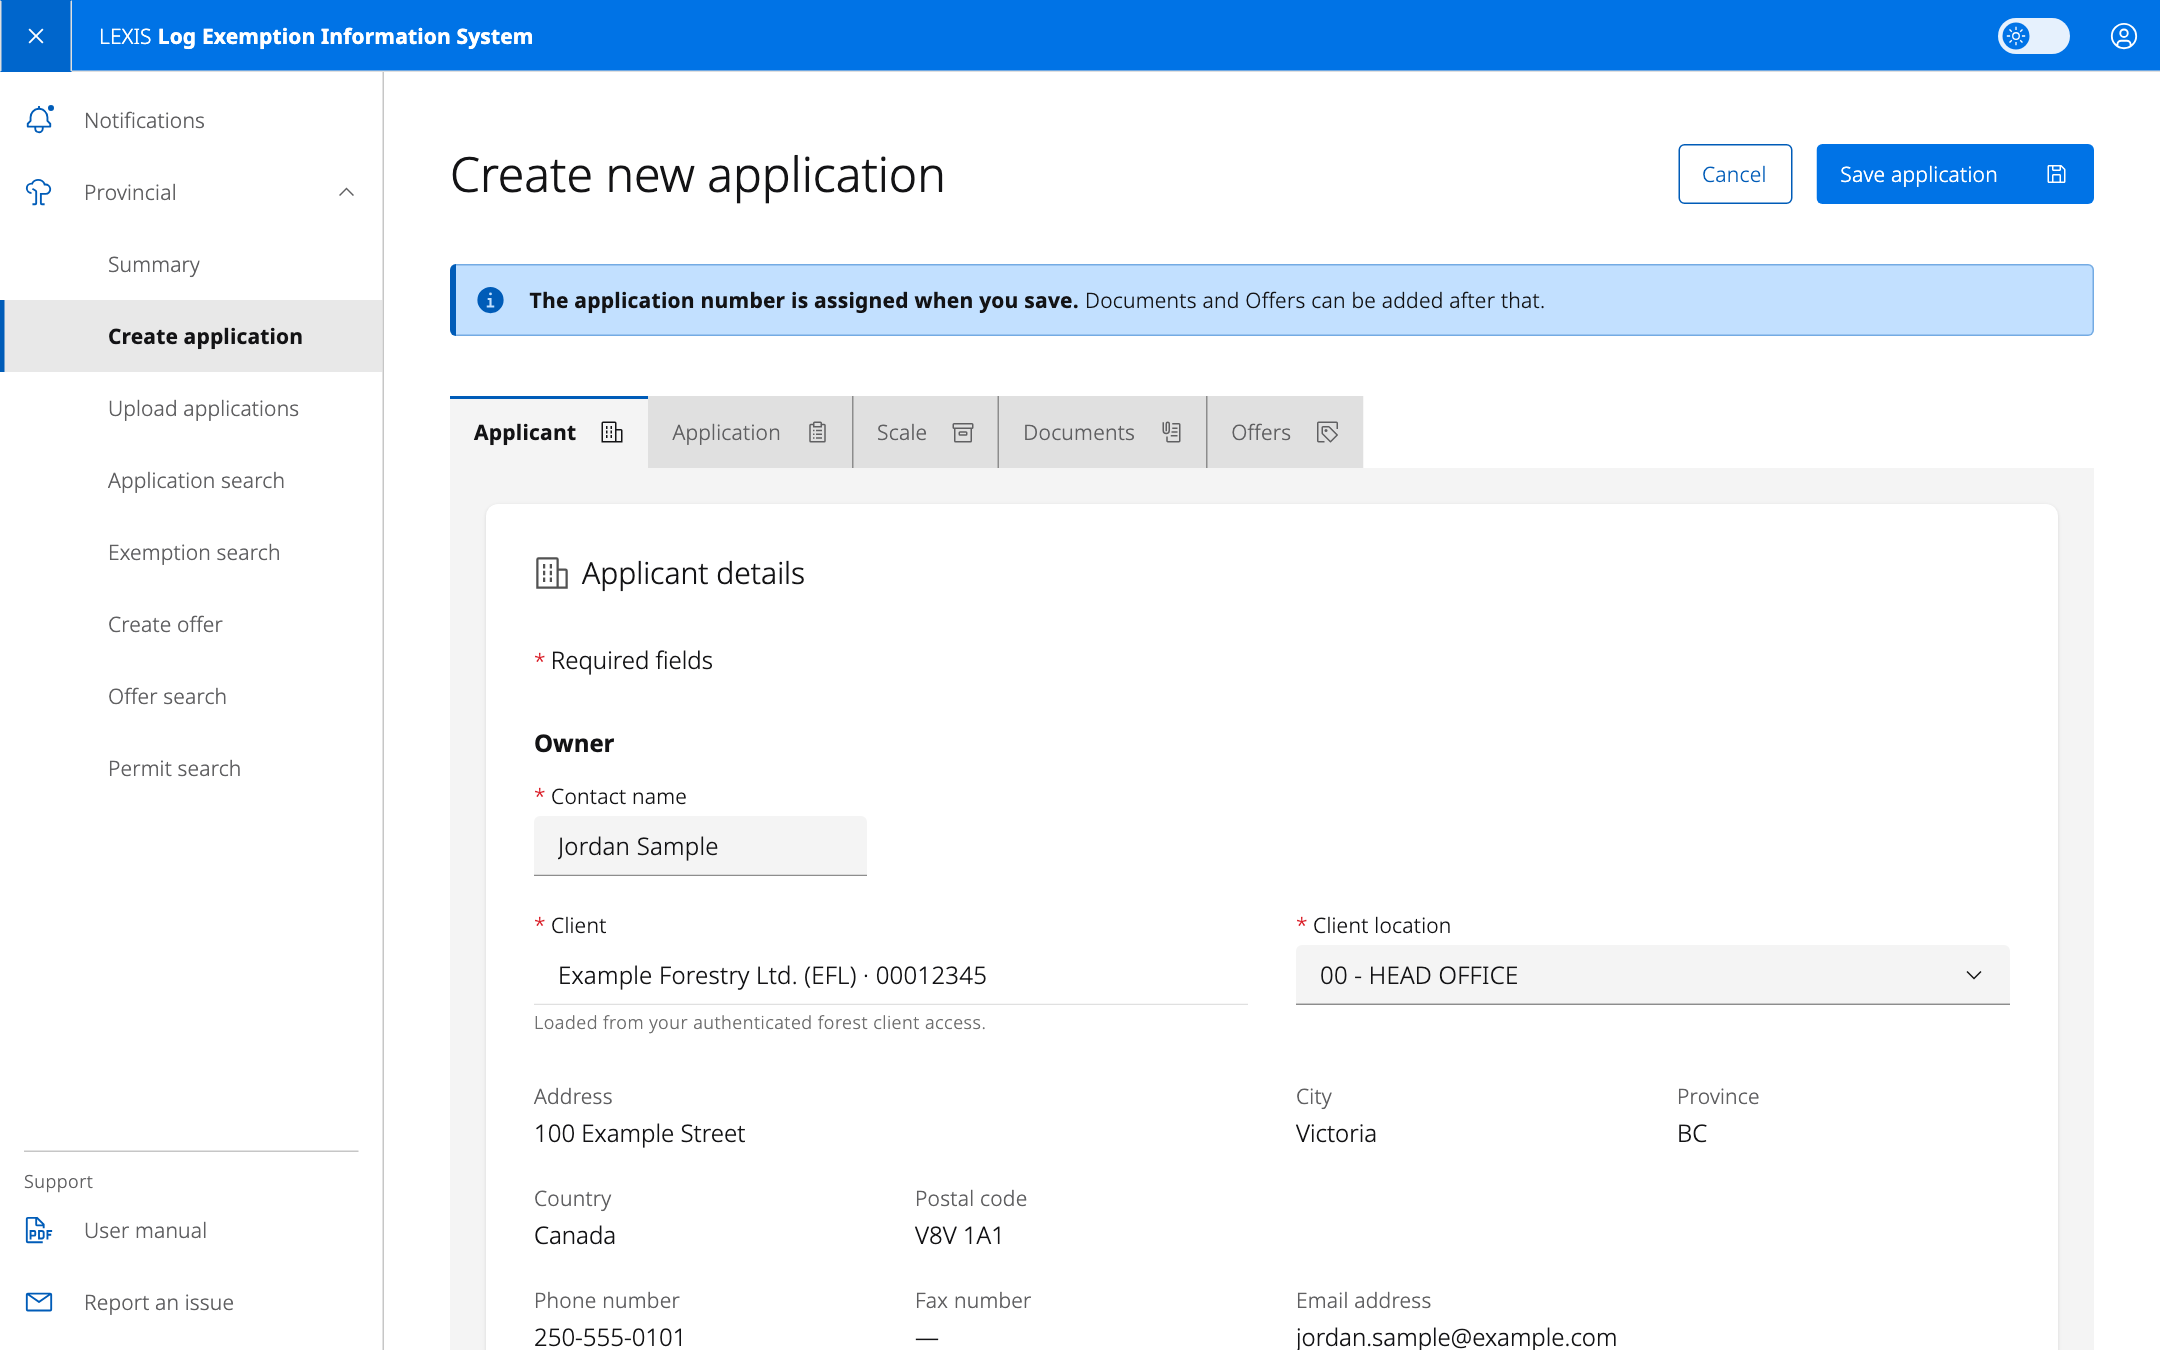 LEXIS Log Exemption Information System
Notifications
Provincial
Summary
Create application
Upload applications
Application search
Exemption search
Create offer
Offer search
Permit search
Support
PDF
User manual
Report an issue
Create new application
Cancel
Save application
The application number is assigned when you save. Documents and Offers can be added after that.
Applicant
Application
Scale
Documents
Offers
Applicant details
* Required fields
Owner
* Contact name
Jordan Sample
* Client
Example Forestry Ltd. (EFL) · 00012345
Loaded from your authenticated forest client access.
* Client location
00 - HEAD OFFICE
Address
100 Example Street
City
Victoria
Province
BC
Country
Canada
Postal code
V8V 1A1
Phone number
250-555-0101
Fax number
—
Email address
jordan.sample@example.com